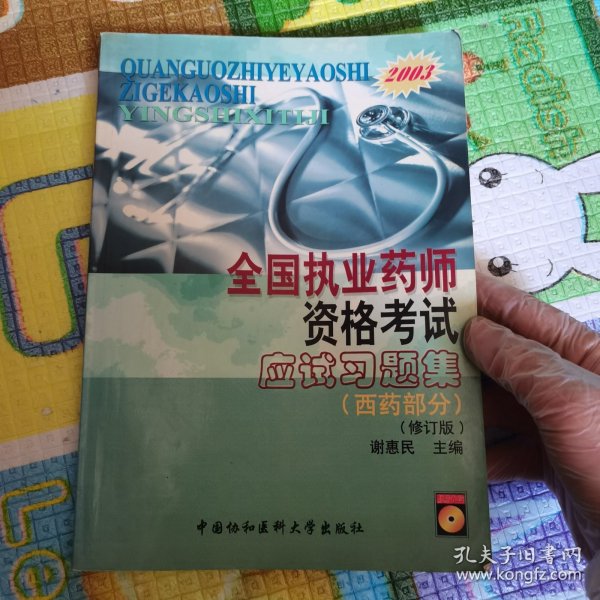 QUANGUOZHIYEYAOSHI
ZIGEKAOSHI
YINGSHIXITIJI
2003
全国执业药师
资格考试
应试习题集
（西药部分）
（修订版）
谢惠民 主编
中国协和医科大学出版社
Radish
Le
孔夫子旧书网
www.kongfz.com